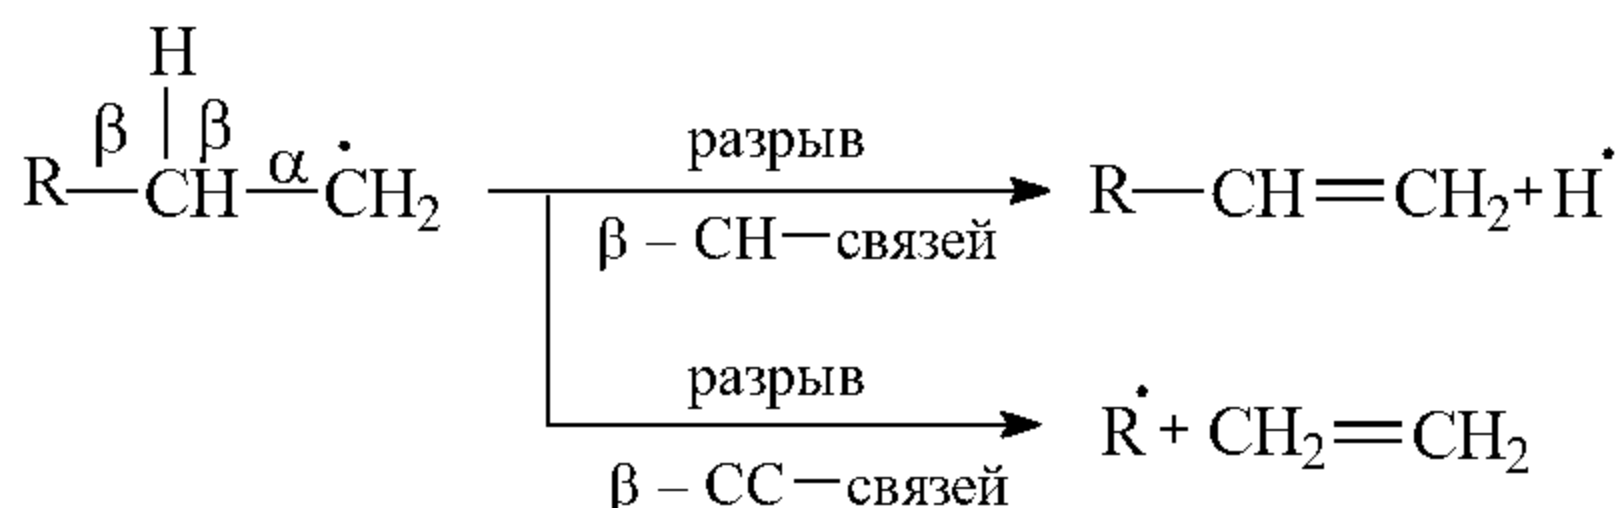 H
β β
R—CH—α—ĊH₂
разрыв
β – CH—связей
R—CH=CH₂+H˙
разрыв
β – CC—связей
R˙+ CH₂=CH₂